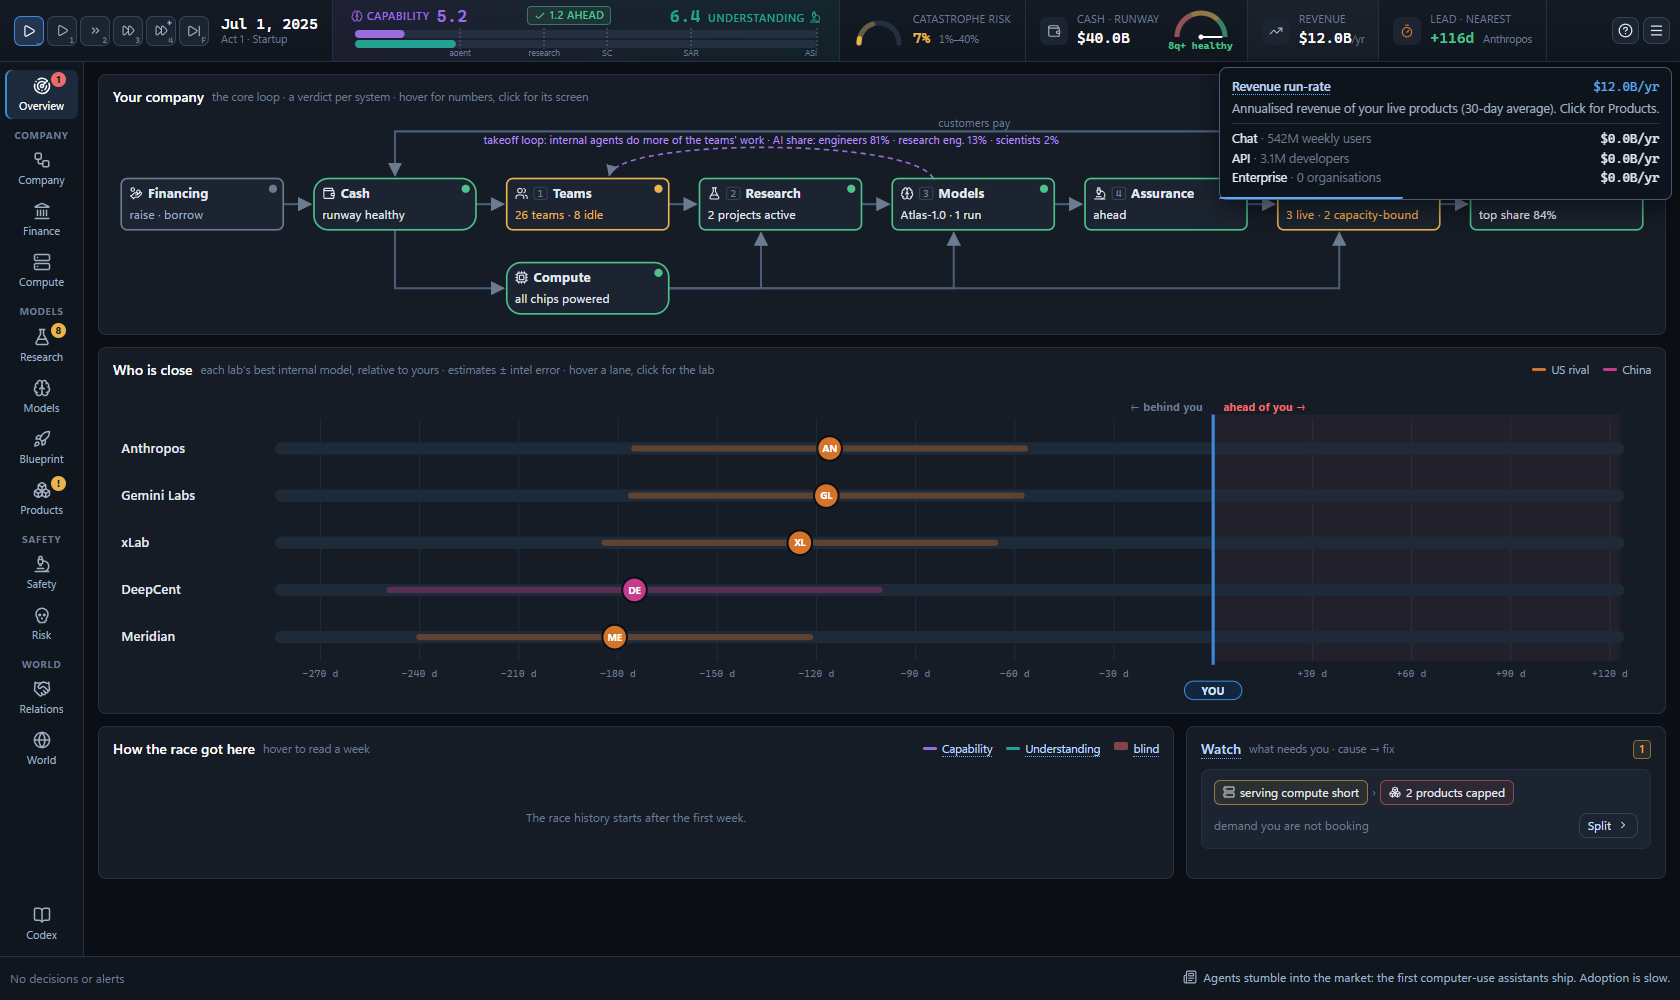 Jul 1, 2025
Act 1 · Startup
1
2
3
4
F
CAPABILITY 5.2
1.2 AHEAD
6.4 UNDERSTANDING
agent
research
SC
SAR
ASI
CATASTROPHE RISK
7% 1%–40%
CASH · RUNWAY
$40.0B
8q+ healthy
REVENUE
$12.0B/yr
LEAD · NEAREST
+116d Anthropos
Overview
1
COMPANY
Company
Finance
Compute
MODELS
Research
8
Models
Blueprint
Products
!
SAFETY
Safety
Risk
WORLD
Relations
World
Codex
Your company the core loop · a verdict per system · hover for numbers, click for its screen
customers pay
takeoff loop: internal agents do more of the teams' work · AI share: engineers 81% · research eng. 13% · scientists 2%
Financing
raise · borrow
Cash
runway healthy
1 Teams
26 teams · 8 idle
2 Research
2 projects active
3 Models
Atlas-1.0 · 1 run
4 Assurance
ahead
3 live · 2 capacity-bound
top share 84%
Compute
all chips powered
Revenue run-rate $12.0B/yr
Annualised revenue of your live products (30-day average). Click for Products.
Chat · 542M weekly users $0.0B/yr
API · 3.1M developers $0.0B/yr
Enterprise · 0 organisations $0.0B/yr
Who is close each lab's best internal model, relative to yours · estimates ± intel error · hover a lane, click for the lab
US rival China
← behind you ahead of you →
Anthropos AN
Gemini Labs GL
xLab XL
DeepCent DE
Meridian ME
−270 d −240 d −210 d −180 d −150 d −120 d −90 d −60 d −30 d +30 d +60 d +90 d +120 d
YOU
How the race got here hover to read a week
Capability Understanding blind
The race history starts after the first week.
Watch what needs you · cause → fix 1
serving compute short › 2 products capped
demand you are not booking
Split ›
No decisions or alerts
Agents stumble into the market: the first computer-use assistants ship. Adoption is slow.